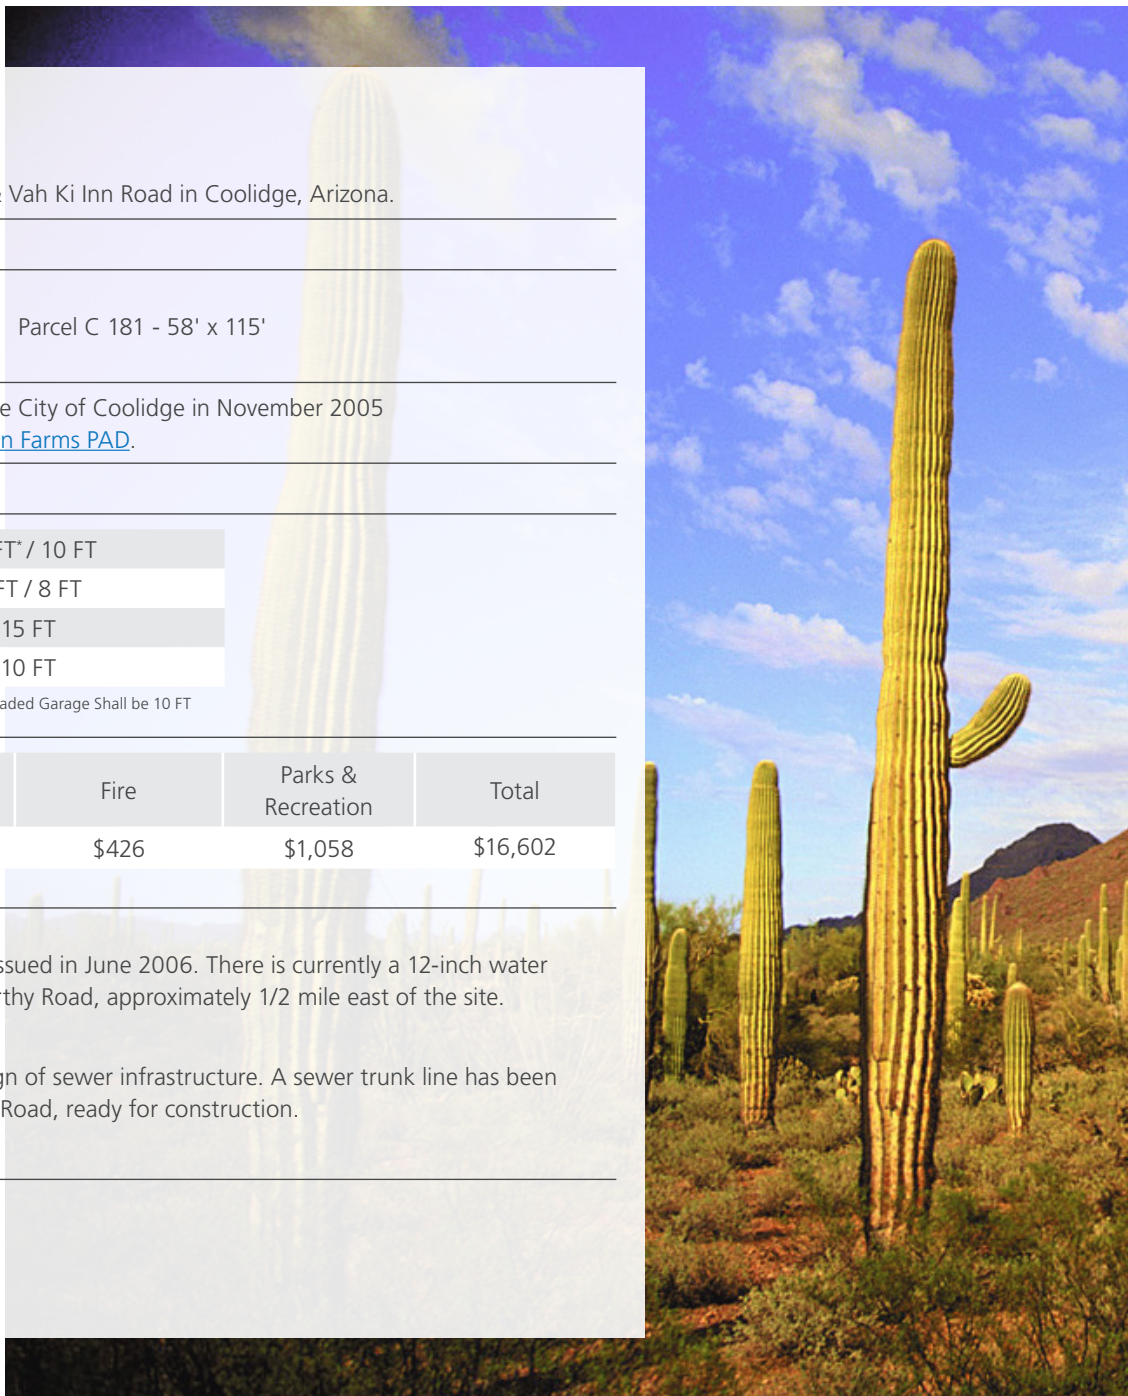 Vah Ki Inn Road in Coolidge, Arizona.
Parcel C 181 - 58' x 115'
City of Coolidge in November 2005
Farms PAD.
FT* / 10 FT
FT / 8 FT
15 FT
10 FT
Garage Shall be 10 FT
Fire Parks & Recreation Total
$426 $1,058 $16,602
in June 2006. There is currently a 12-inch water
Road, approximately 1/2 mile east of the site.
of sewer infrastructure. A sewer trunk line has been
Road, ready for construction.